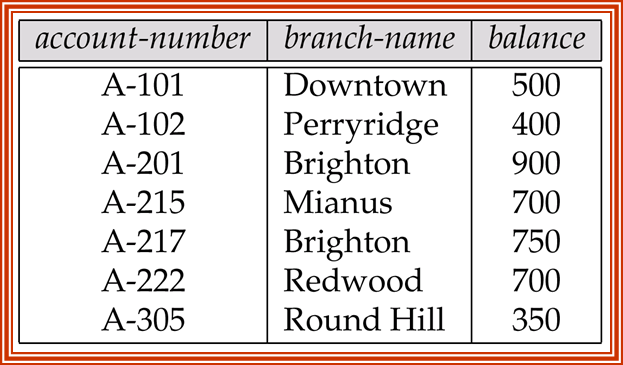 account-number branch-name balance
A-101 Downtown 500
A-102 Perryridge 400
A-201 Brighton 900
A-215 Mianus 700
A-217 Brighton 750
A-222 Redwood 700
A-305 Round Hill 350